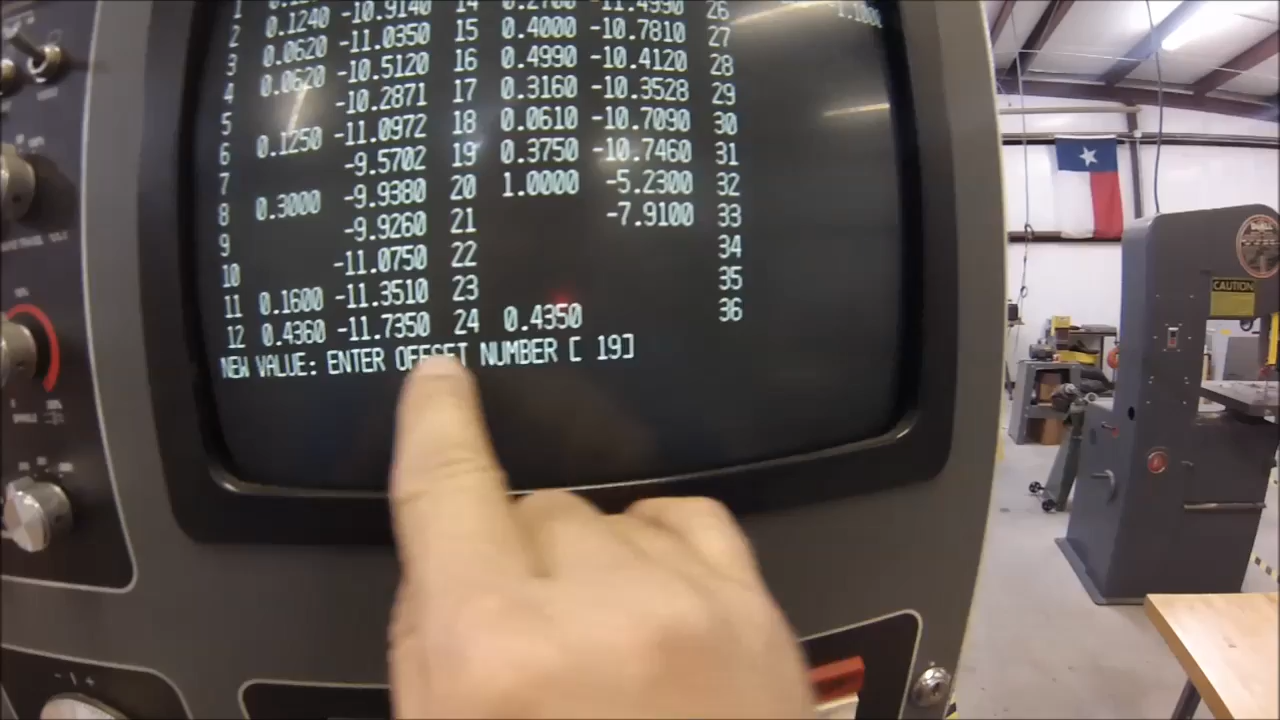 1
2 0.1240 -10.9140 14 26
3 0.0620 -11.0350 15 0.4000 -10.7810 27
4 0.0620 -10.5120 16 0.4990 -10.4120 28
5 -10.2871 17 0.3160 -10.3528 29
6 0.1250 -11.0972 18 0.0610 -10.7090 30
7 -9.5702 19 0.3750 -10.7460 31
8 0.3000 -9.9380 20 1.0000 -5.2300 32
9 -9.9260 21 -7.9100 33
10 -11.0750 22 34
11 0.1600 -11.3510 23 35
12 0.4360 -11.7350 24 0.4350 36
NEW VALUE: ENTER OFFSET NUMBER [ 19]
CAUTION